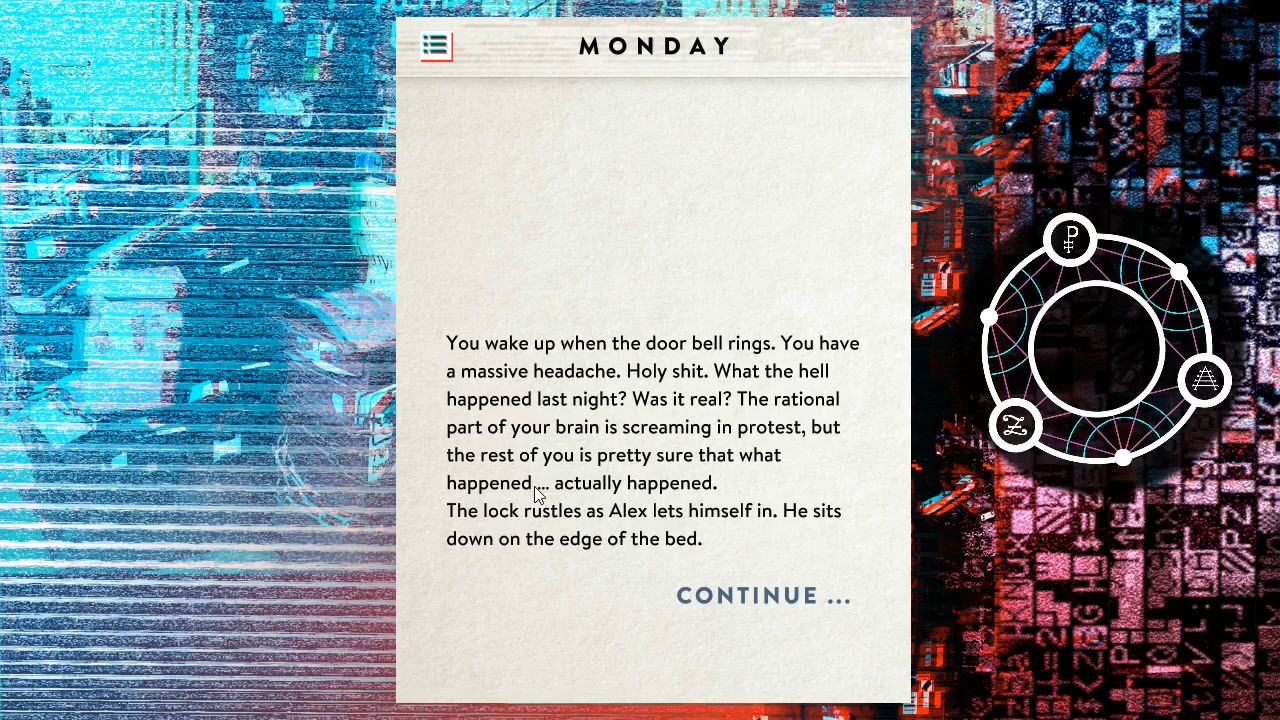 MONDAY
You wake up when the door bell rings. You have
a massive headache. Holy shit. What the hell
happened last night? Was it real? The rational
part of your brain is screaming in protest, but
the rest of you is pretty sure that what
happened ... actually happened.
The lock rustles as Alex lets himself in. He sits
down on the edge of the bed.
CONTINUE ...